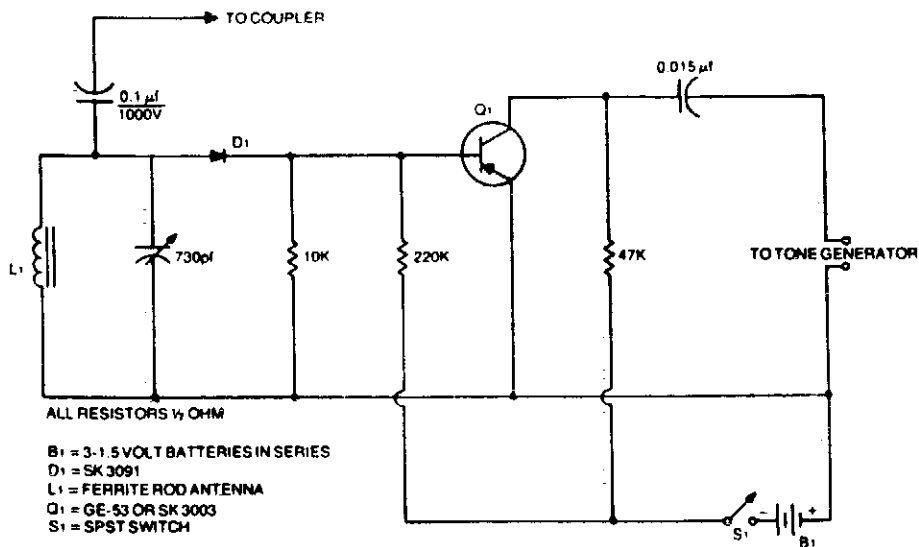 TO COUPLER
0.1 µf
1000V
Q1
0.015 µf
D1
L1
730pf
10K
220K
47K
TO TONE GENERATOR
ALL RESISTORS ½ OHM
B1 = 3-1.5 VOLT BATTERIES IN SERIES
D1 = SK 3091
L1 = FERRITE ROD ANTENNA
Q1 = GE-53 OR SK 3003
S1 = SPST SWITCH
S1
- +
B1